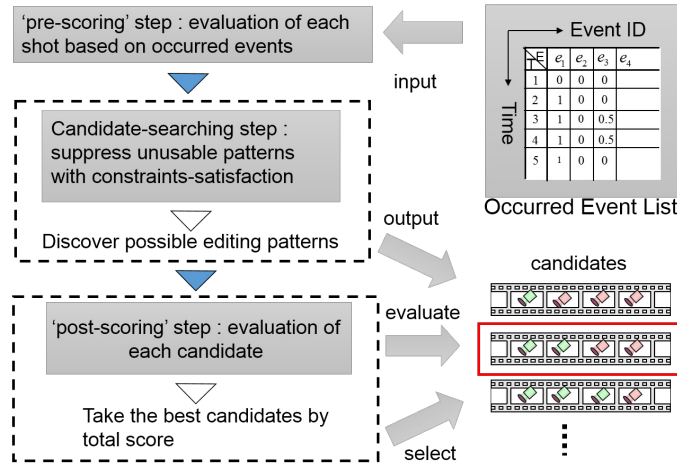 ‘pre-scoring’ step : evaluation of each
shot based on occurred events
input
Event ID
Time
E
T
e1 e2 e3 e4
1 0 0 0
2 1 0 0
3 1 0 0.5
4 1 0 0.5
5 1 0 0
Occurred Event List
Candidate-searching step :
suppress unusable patterns
with constraints-satisfaction
Discover possible editing patterns
output
candidates
‘post-scoring’ step : evaluation of
each candidate
evaluate
Take the best candidates by
total score
select